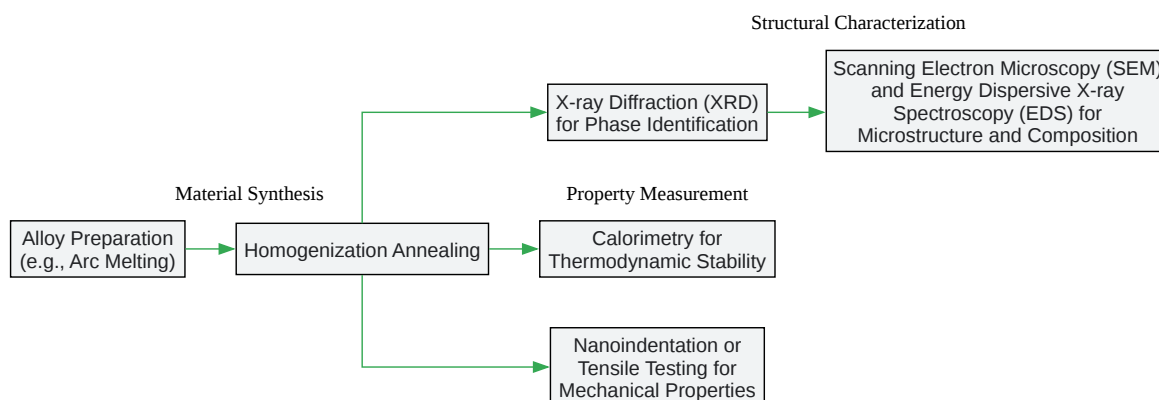 Structural Characterization
X-ray Diffraction (XRD)
for Phase Identification
Scanning Electron Microscopy (SEM)
and Energy Dispersive X-ray
Spectroscopy (EDS) for
Microstructure and Composition
Material Synthesis
Alloy Preparation
(e.g., Arc Melting)
Homogenization Annealing
Property Measurement
Calorimetry for
Thermodynamic Stability
Nanoindentation or
Tensile Testing for
Mechanical Properties